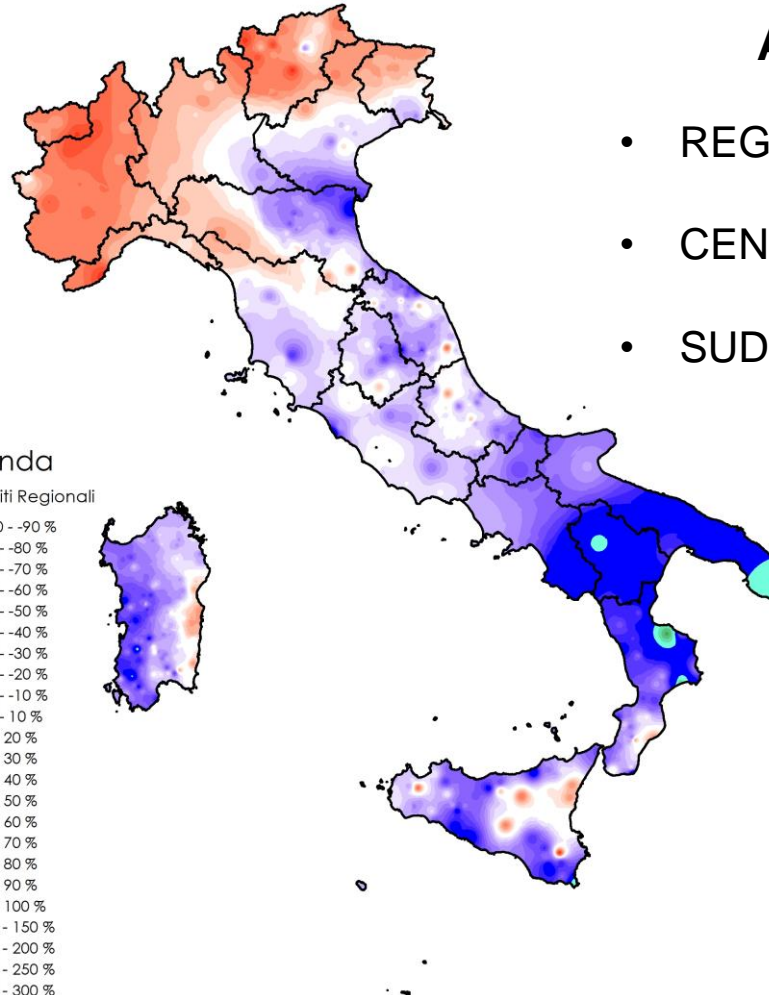 A
• REG
• CEN
• SUD
nda
iti Regionali
0 - -90 %
- -80 %
- -70 %
- -60 %
- -50 %
- -40 %
- -30 %
- -20 %
- -10 %
- 10 %
20 %
30 %
40 %
50 %
60 %
70 %
80 %
90 %
100 %
- 150 %
- 200 %
- 250 %
- 300 %